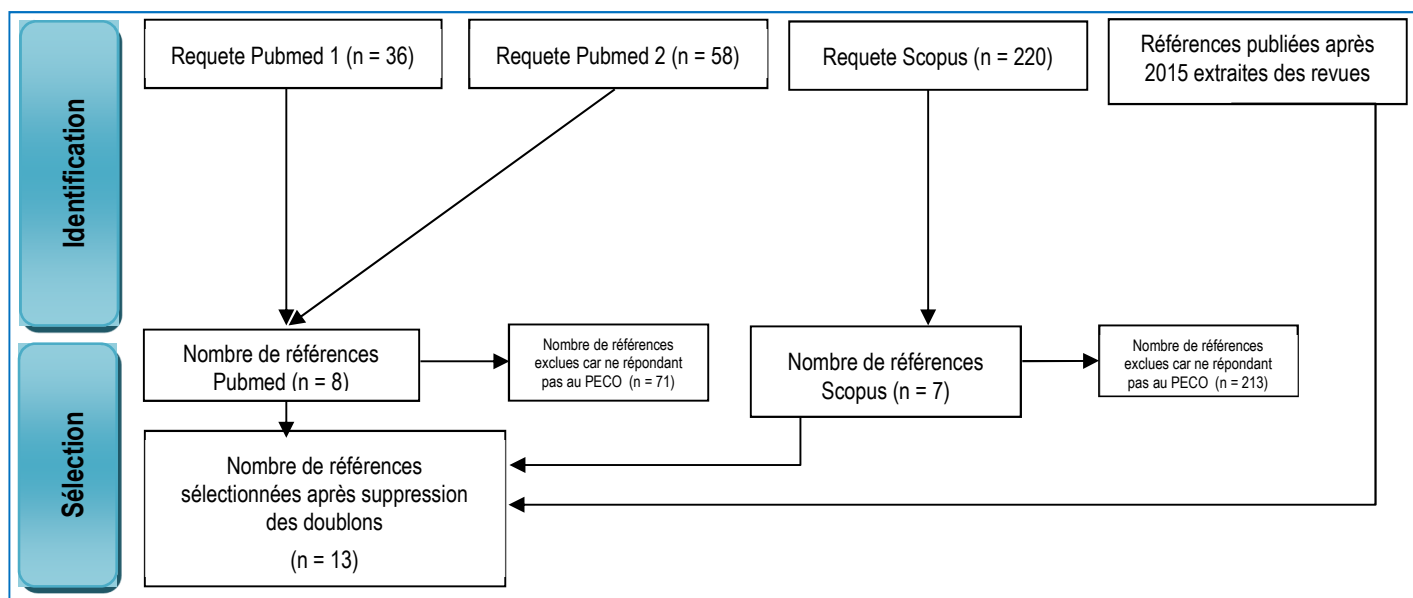 Identification
Requete Pubmed 1 (n = 36)
Requete Pubmed 2 (n = 58)
Requete Scopus (n = 220)
Références publiées après
2015 extraites des revues
Sélection
Nombre de références
Pubmed (n = 8)
Nombre de références
exclues car ne répondant
pas au PECO (n = 71)
Nombre de références
Scopus (n = 7)
Nombre de références
exclues car ne répondant
pas au PECO (n = 213)
Nombre de références
sélectionnées après suppression
des doublons
(n = 13)